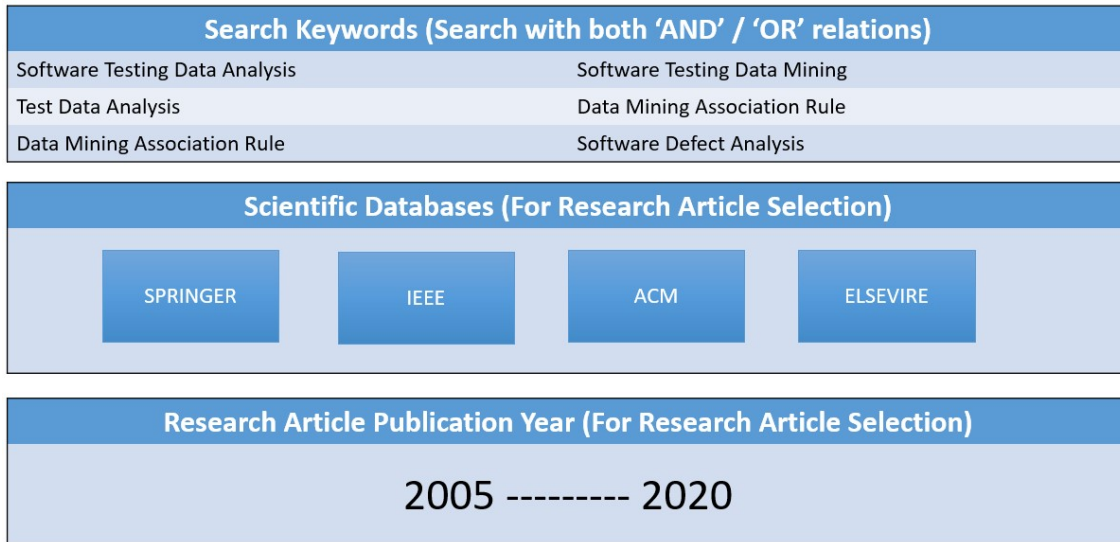 Search Keywords (Search with both ‘AND’ / ‘OR’ relations)
Software Testing Data Analysis Software Testing Data Mining
Test Data Analysis Data Mining Association Rule
Data Mining Association Rule Software Defect Analysis
Scientific Databases (For Research Article Selection)
SPRINGER IEEE ACM ELSEVIRE
Research Article Publication Year (For Research Article Selection)
2005 --------- 2020